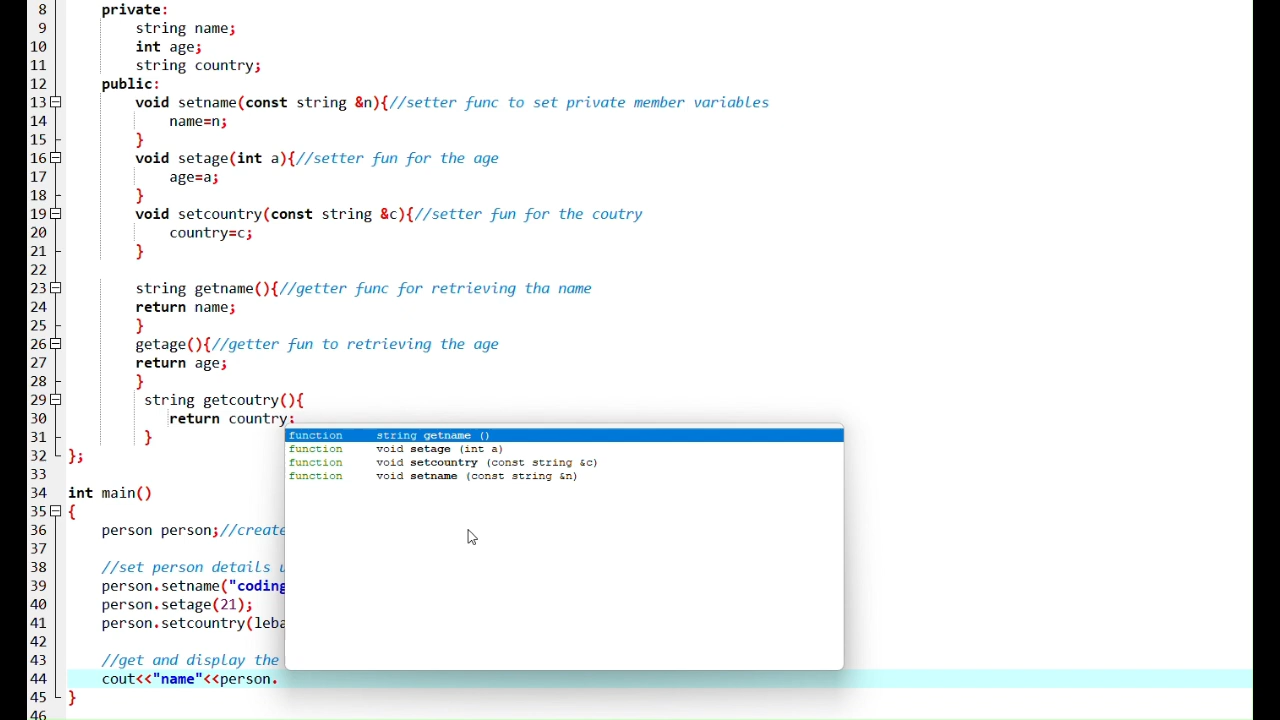 8 private:
9 string name;
10 int age;
11 string country;
12 public:
13 void setname(const string &n){//setter func to set private member variables
14 name=n;
15 }
16 void setage(int a){//setter fun for the age
17 age=a;
18 }
19 void setcountry(const string &c){//setter fun for the coutry
20 country=c;
21 }
22
23 string getname(){//getter func for retrieving tha name
24 return name;
25 }
26 getage(){//getter fun to retrieving the age
27 return age;
28 }
29 string getcoutry(){
30 return country;
31 }
32 };
33
34 int main()
35 {
36 person person;//create
37
38 //set person details
39 person.setname("coding
40 person.setage(21);
41 person.setcountry(leba
42
43 //get and display the
44 cout<<"name"<<person.
45 }
46
function string getname ()
function void setage (int a)
function void setcountry (const string &c)
function void setname (const string &n)